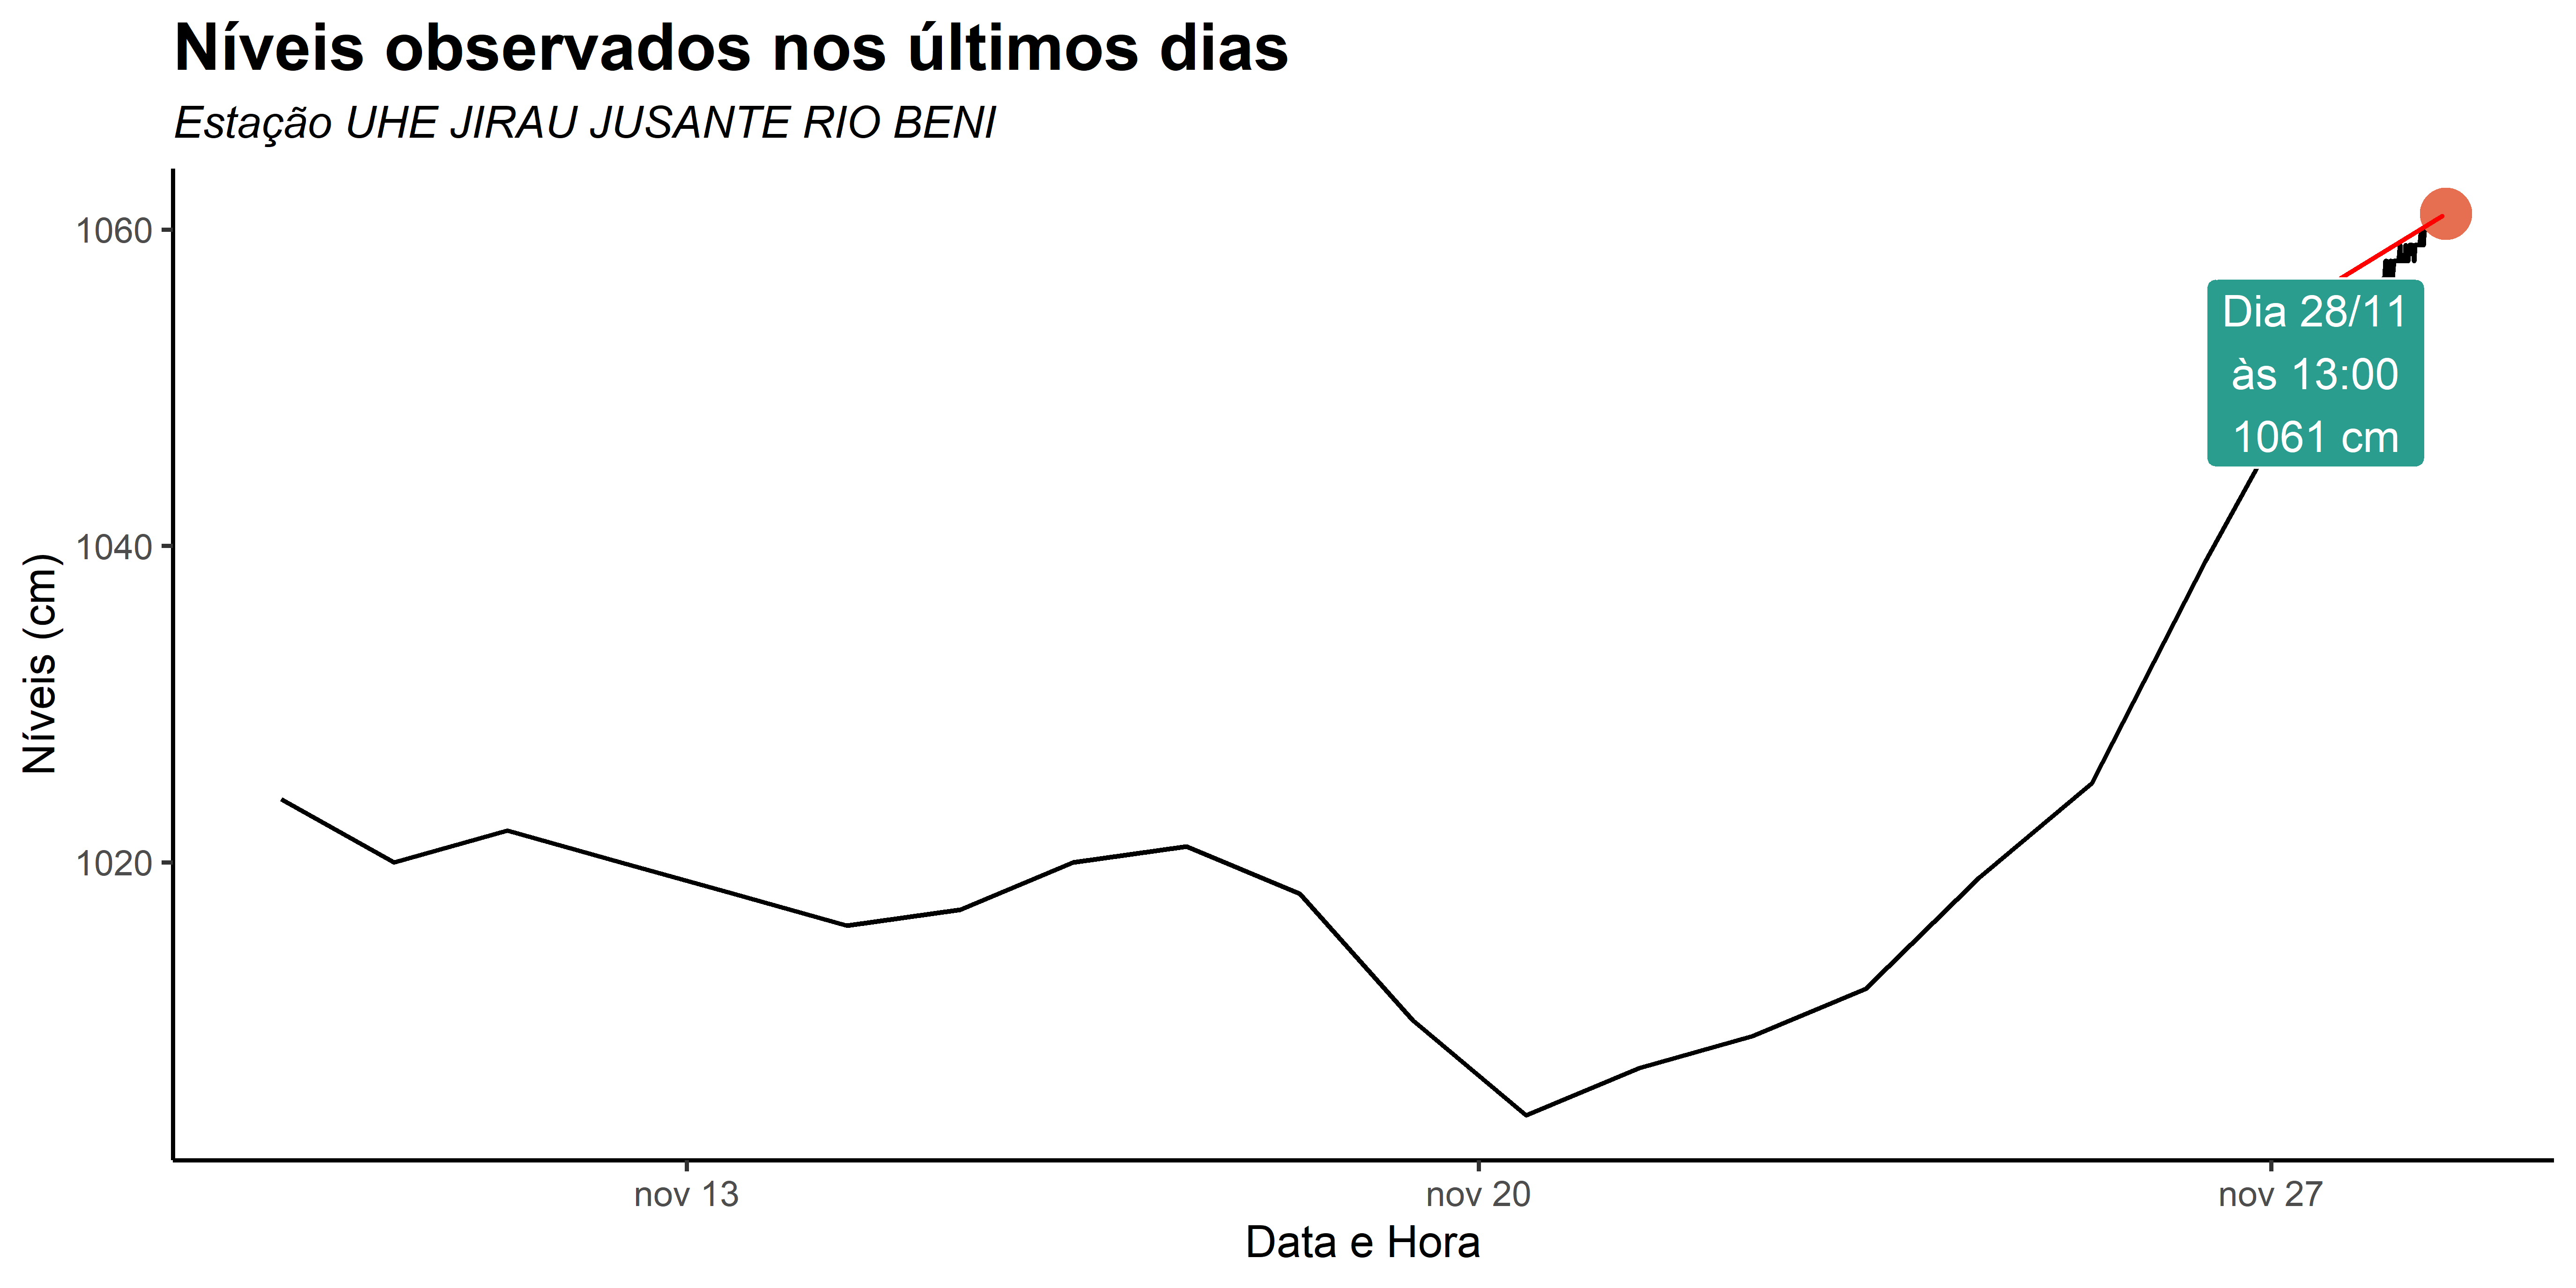 Níveis observados nos últimos dias
Estação UHE JIRAU JUSANTE RIO BENI
Níveis (cm)
1060
1040
1020
Dia 28/11
às 13:00
1061 cm
nov 13
nov 20
nov 27
Data e Hora